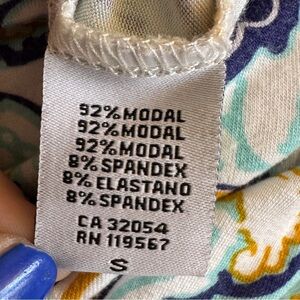 92% MODAL
92% MODAL
92% MODAL
8% SPANDEX
8% ELASTANO
8% SPANDEX
CA 32054
RN 119567
S